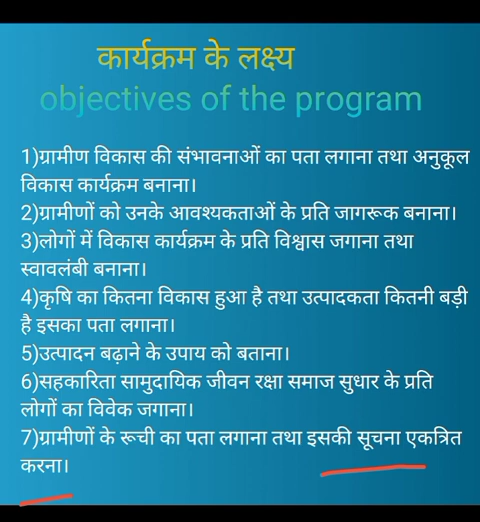 कार्यक्रम के लक्ष्य
objectives of the program
1)ग्रामीण विकास की संभावनाओं का पता लगाना तथा अनुकूल
विकास कार्यक्रम बनाना।
2)ग्रामीणों को उनके आवश्यकताओं के प्रति जागरूक बनाना।
3)लोगों में विकास कार्यक्रम के प्रति विश्वास जगाना तथा
स्वावलंबी बनाना।
4)कृषि का कितना विकास हुआ है तथा उत्पादकता कितनी बड़ी
है इसका पता लगाना।
5)उत्पादन बढ़ाने के उपाय को बताना।
6)सहकारिता सामुदायिक जीवन रक्षा समाज सुधार के प्रति
लोगों का विवेक जगाना।
7)ग्रामीणों के रूची का पता लगाना तथा इसकी सूचना एकत्रित
करना।